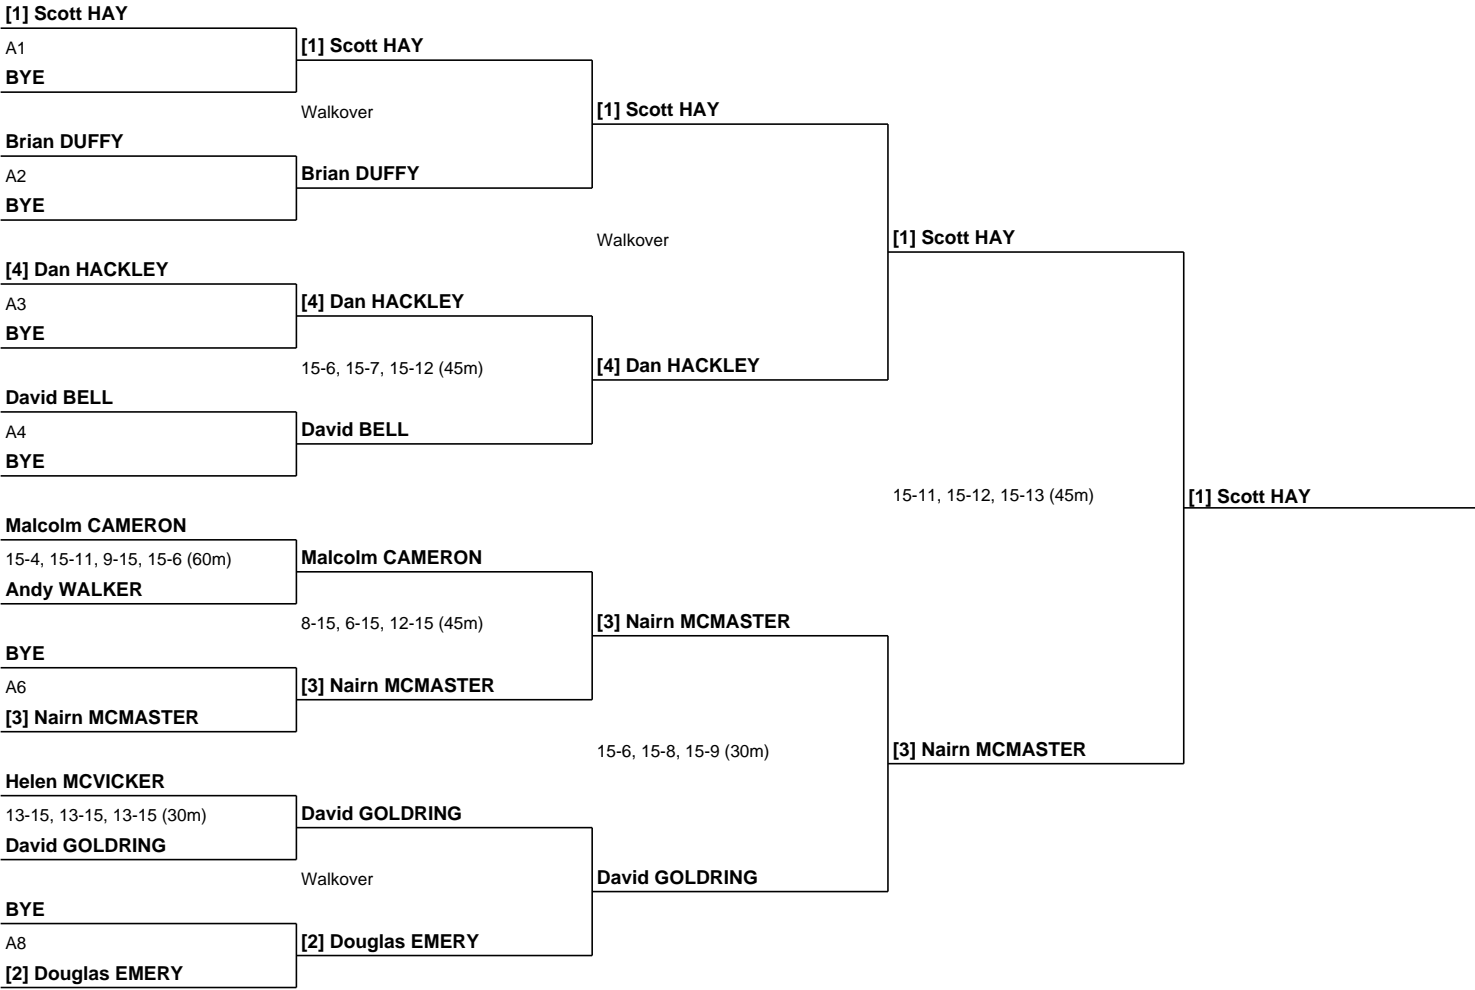 [1] Scott HAY
A1
BYE
Brian DUFFY
A2
BYE
[4] Dan HACKLEY
A3
BYE
David BELL
A4
BYE
Malcolm CAMERON
15-4, 15-11, 9-15, 15-6 (60m)
Andy WALKER
BYE
A6
[3] Nairn MCMASTER
Helen MCVICKER
13-15, 13-15, 13-15 (30m)
David GOLDRING
BYE
A8
[2] Douglas EMERY
[1] Scott HAY
Walkover
Brian DUFFY
[4] Dan HACKLEY
15-6, 15-7, 15-12 (45m)
David BELL
Malcolm CAMERON
8-15, 6-15, 12-15 (45m)
[3] Nairn MCMASTER
David GOLDRING
Walkover
[2] Douglas EMERY
[1] Scott HAY
Walkover
[4] Dan HACKLEY
[3] Nairn MCMASTER
15-6, 15-8, 15-9 (30m)
David GOLDRING
[1] Scott HAY
15-11, 15-12, 15-13 (45m)
[3] Nairn MCMASTER
[1] Scott HAY